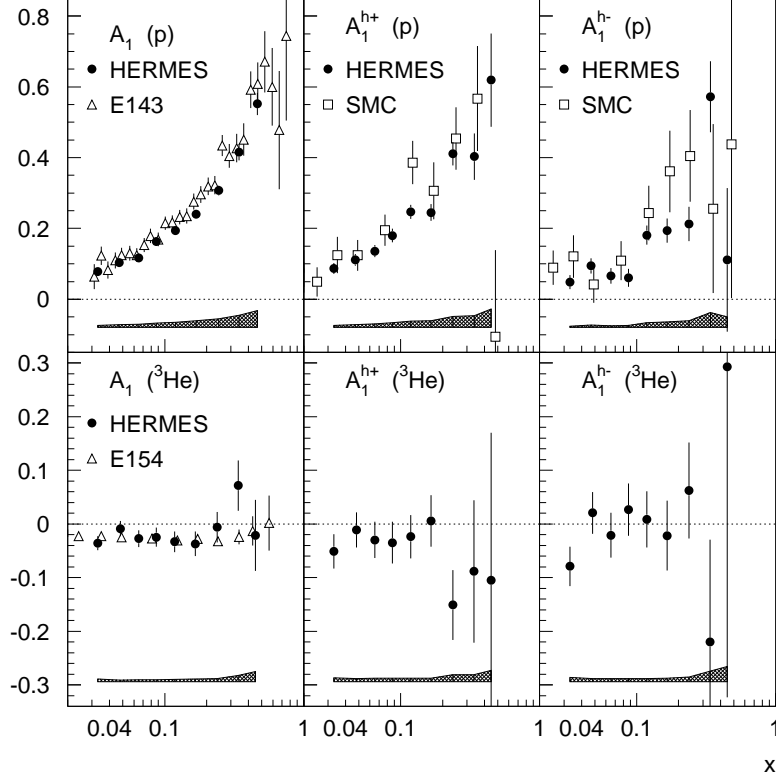 A₁ (p)
HERMES
E143
A₁ʰ⁺ (p)
HERMES
SMC
A₁ʰ⁻ (p)
HERMES
SMC
0.8
0.6
0.4
0.2
0
A₁ (³He)
HERMES
E154
A₁ʰ⁺ (³He)
A₁ʰ⁻ (³He)
0.3
0.2
0.1
0
-0.1
-0.2
-0.3
0.04 0.1 1 0.04 0.1 1 0.04 0.1 1
x